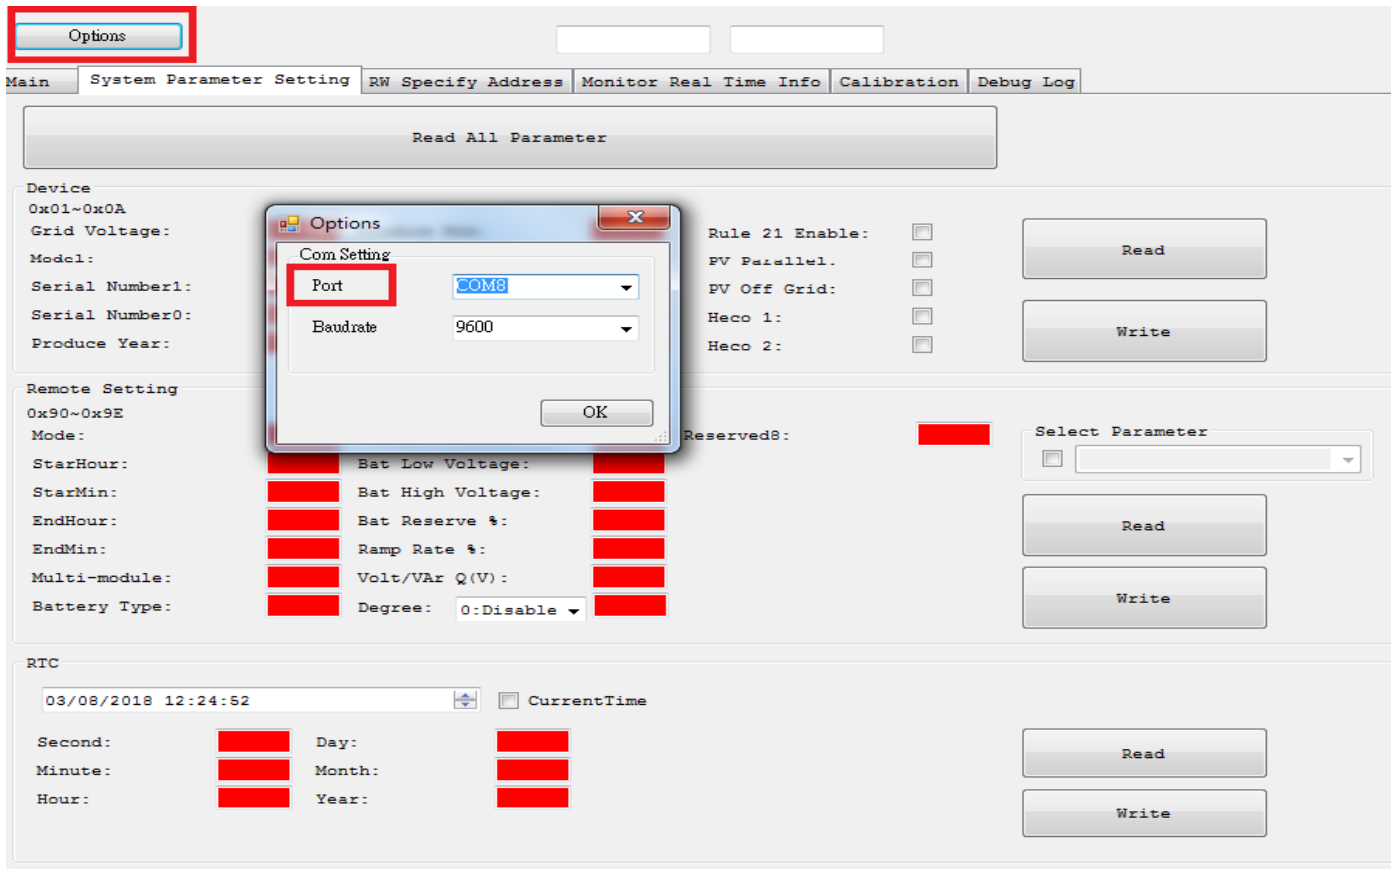 Options
Main System Parameter Setting RW Specify Address Monitor Real Time Info Calibration Debug Log
Read All Parameter
Device
0x01~0x0A
Grid Voltage:
Model:
Serial Number1:
Serial Number0:
Produce Year:
Options
Com Setting
Port COM8
Baudrate 9600
OK
Rule 21 Enable:
PV Parallel:
PV Off Grid:
Heco 1:
Heco 2:
Read
Write
Remote Setting
0x90~0x9E
Mode:
StarHour:
StarMin:
EndHour:
EndMin:
Multi-module:
Battery Type:
Bat Low Voltage:
Bat High Voltage:
Bat Reserve %:
Ramp Rate %:
Volt/VAr Q(V):
Degree: 0:Disable
Reserved8:
Select Parameter
Read
Write
RTC
03/08/2018 12:24:52 CurrentTime
Second: Day:
Minute: Month:
Hour: Year:
Read
Write